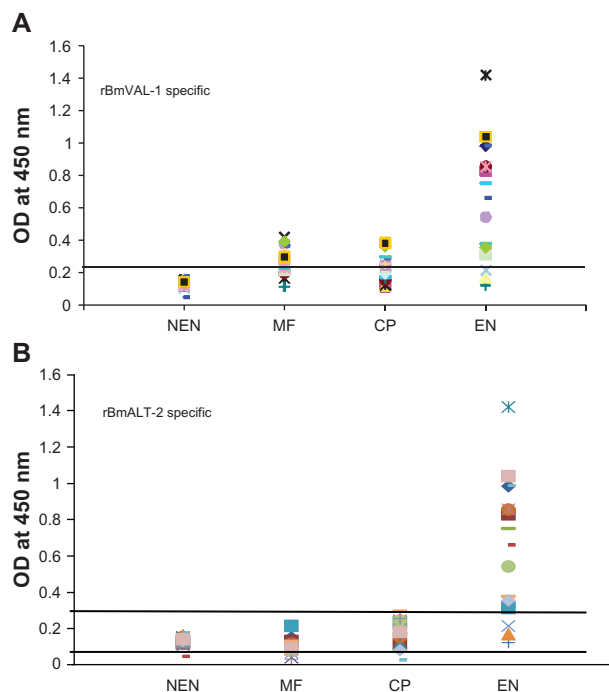 A
1.6
1.4
1.2
1
0.8
0.6
0.4
0.2
0
OD at 450 nm
rBmVAL-1 specific
NEN MF CP EN
B
1.6
1.4
1.2
1
0.8
0.6
0.4
0.2
0
OD at 450 nm
rBmALT-2 specific
NEN MF CP EN